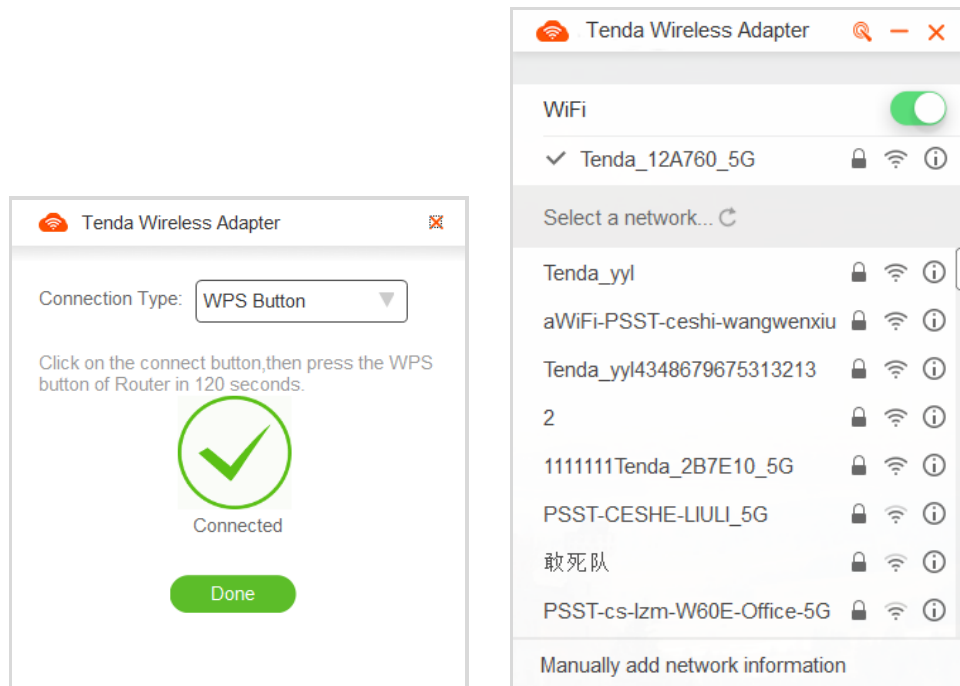 Tenda Wireless Adapter
Connection Type:
WPS Button
Click on the connect button,then press the WPS
button of Router in 120 seconds.
Connected
Done
Tenda Wireless Adapter
WiFi
Tenda_12A760_5G
Select a network...
Tenda_yyl
aWiFi-PSST-ceshi-wangwenxiu
Tenda_yyl4348679675313213
2
1111111Tenda_2B7E10_5G
PSST-CESHE-LIULI_5G
敢死队
PSST-cs-lzm-W60E-Office-5G
Manually add network information